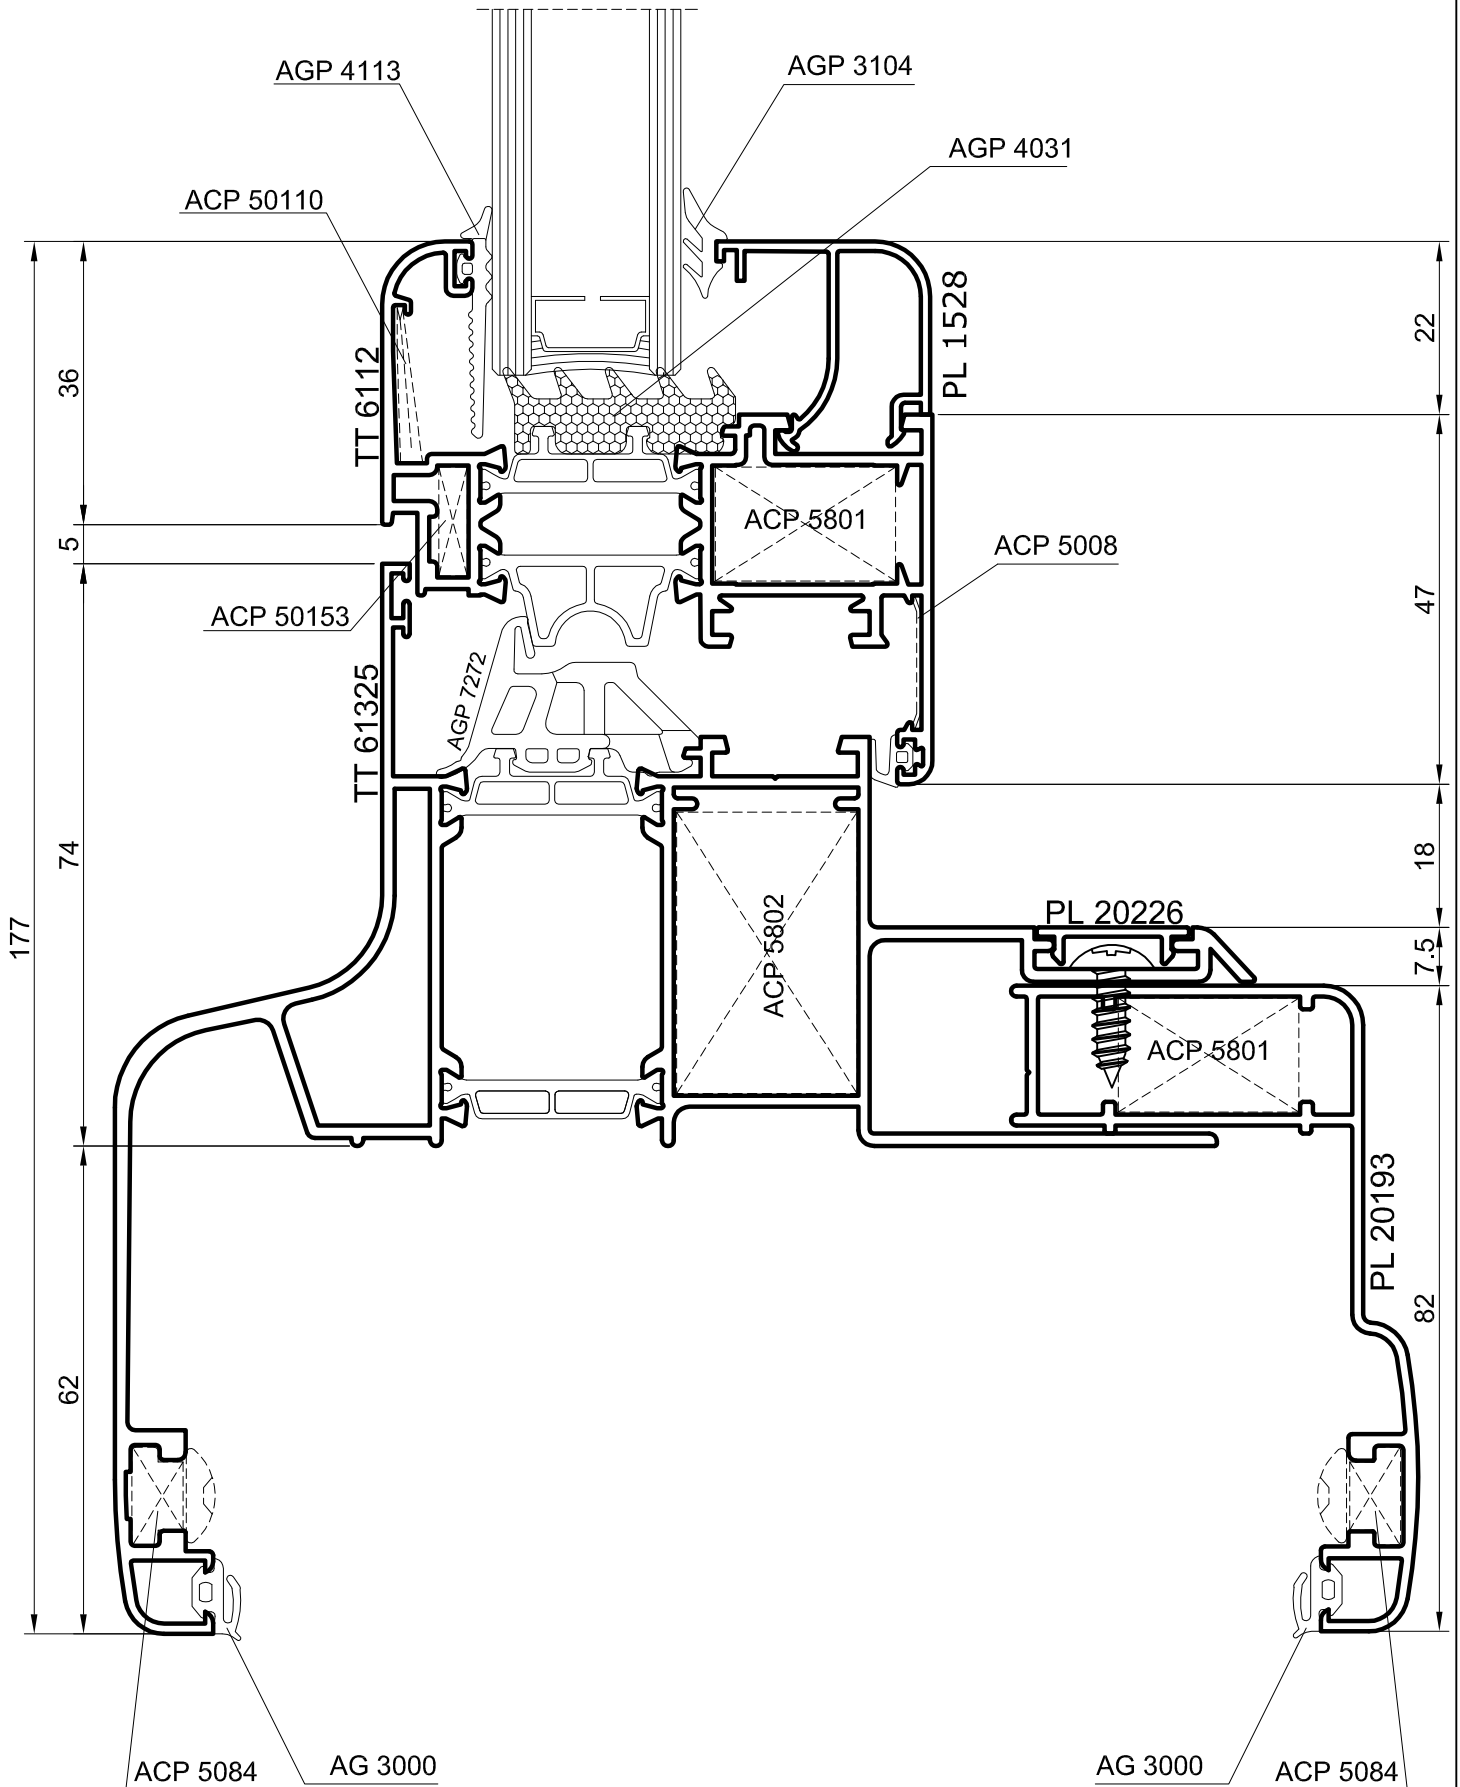 AGP 4113
AGP 3104
AGP 4031
ACP 50110
PL 1528
22
TT 6112
36
ACP 5801
5
ACP 5008
47
ACP 50153
AGP 7272
TT 61325
74
18
177
ACP 5802
PL 20226
7.5
ACP 5801
PL 20193
82
62
ACP 5084
AG 3000
AG 3000
ACP 5084